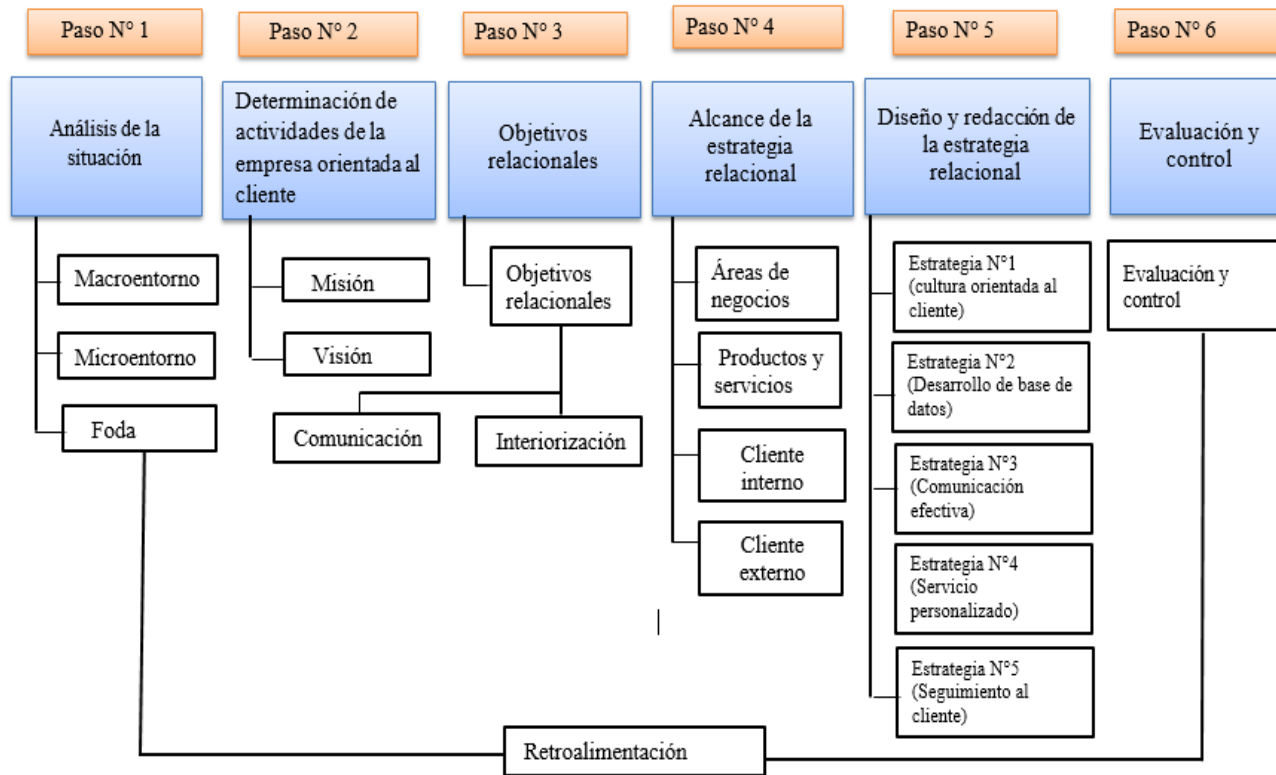 Paso N° 1
Paso N° 2
Paso N° 3
Paso N° 4
Paso N° 5
Paso N° 6
Análisis de la
situación
Determinación de
actividades de la
empresa orientada al
cliente
Objetivos
relacionales
Alcance de la
estrategia
relacional
Diseño y redacción de
la estrategia
relacional
Evaluación y
control
Macroentorno
Microentorno
Foda
Misión
Visión
Objetivos
relacionales
Comunicación
Interiorización
Áreas de
negocios
Productos y
servicios
Cliente
interno
Cliente
externo
Estrategia N°1
(cultura orientada al
cliente)
Estrategia N°2
(Desarrollo de base de
datos)
Estrategia N°3
(Comunicación
efectiva)
Estrategia N°4
(Servicio
personalizado)
Estrategia N°5
(Seguimiento al
cliente)
Evaluación y
control
Retroalimentación